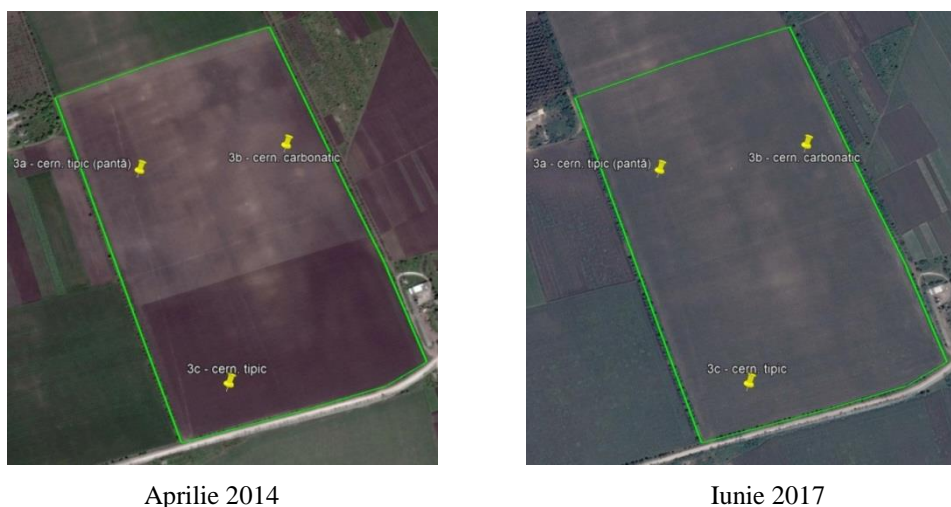 3a - cern. tipic (pantă)
3b - cern. carbonatic
3c - cern. tipic
3a - cern. tipic (pantă)
3b - cern. carbonatic
3c - cern. tipic
Aprilie 2014
Iunie 2017